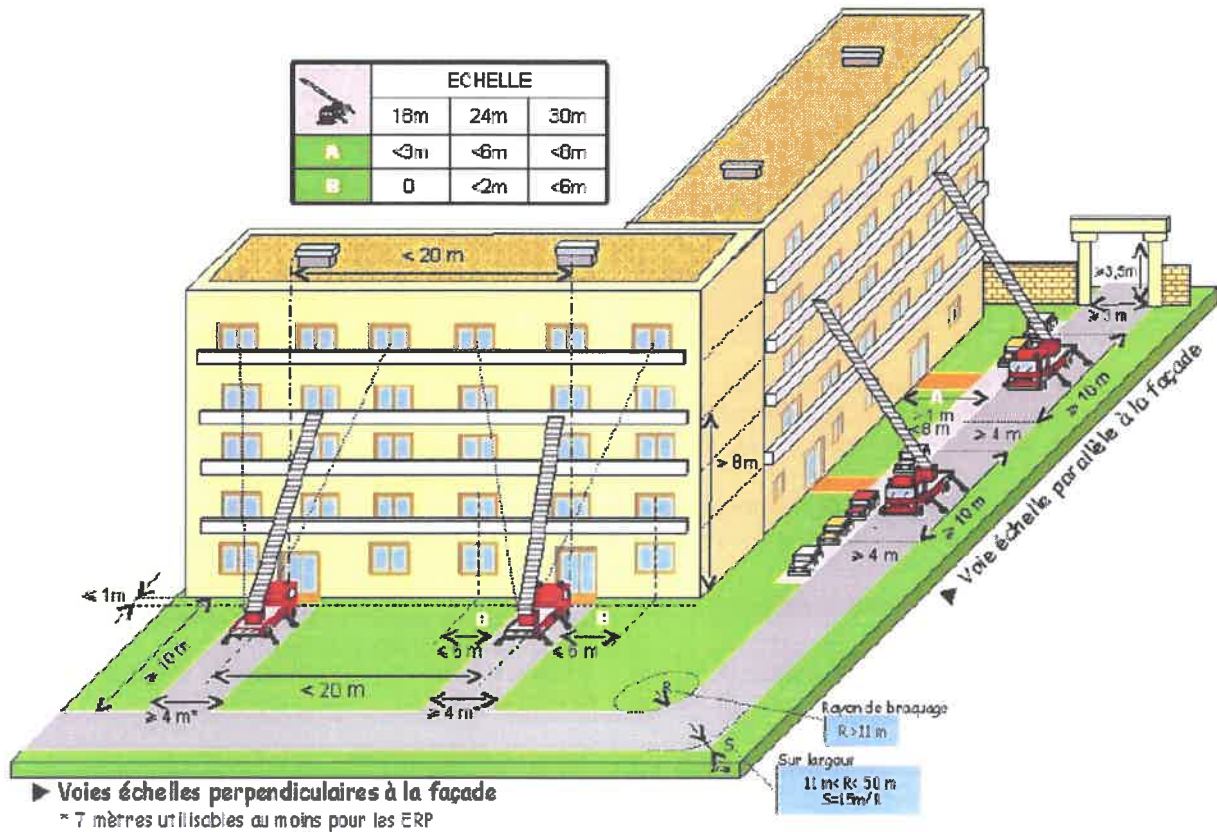 ECHELLE
18m 24m 30m
A <3m <6m <8m
B 0 <2m <6m
< 20 m
≥3,5m
≥ 3 m
A
> 1 m
<8 m
≥ 4 m
≥ 10 m
> 8m
≥ 4 m
≥ 10 m
▶ Voie échelle parallèle à la façade
≤ 1m
≥ 10 m
≤ 6 m
≤ 6 m
< 20 m
≥ 4 m*
≥ 4 m*
R
Rayon de braquage
R >11 m
S
Sur largeur
11 m< R< 50 m
S=15m/R
▶ Voies échelles perpendiculaires à la façade
* 7 mètres utilisables au moins pour les ERP